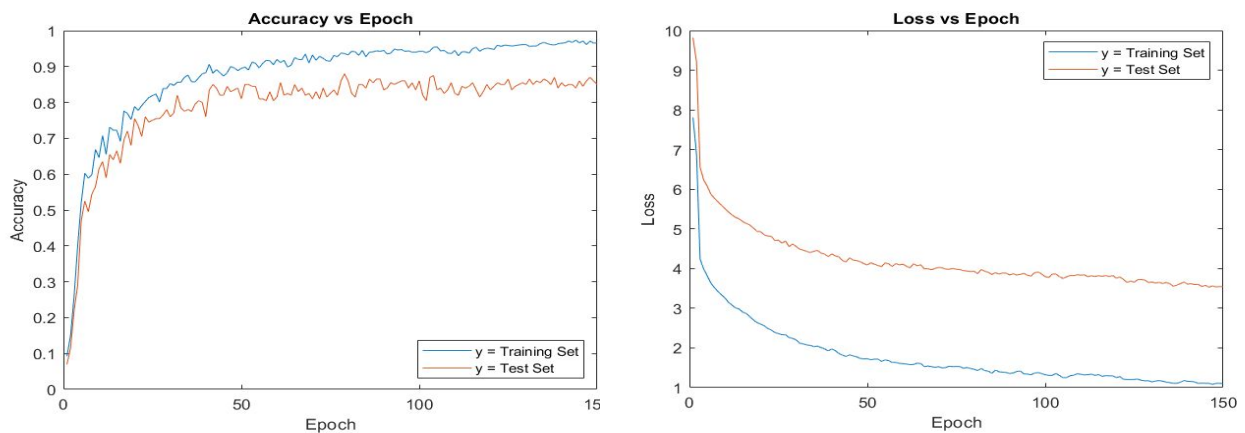 Accuracy vs Epoch
1
0.9
0.8
0.7
0.6
0.5
0.4
0.3
0.2
0.1
0
Accuracy
0
50
100
15
Epoch
y = Training Set
y = Test Set
Loss vs Epoch
10
9
8
7
6
5
4
3
2
1
Loss
0
50
100
150
Epoch
y = Training Set
y = Test Set